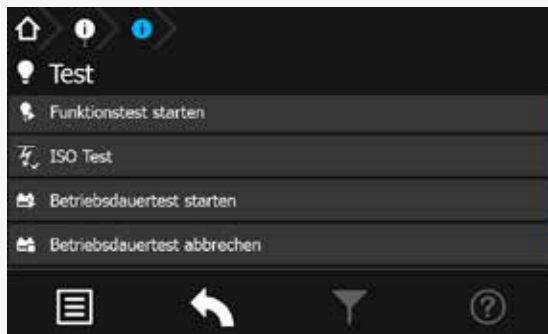 Test
Funktionstest starten
ISO Test
Betriebsdauertest starten
Betriebsdauertest abbrechen